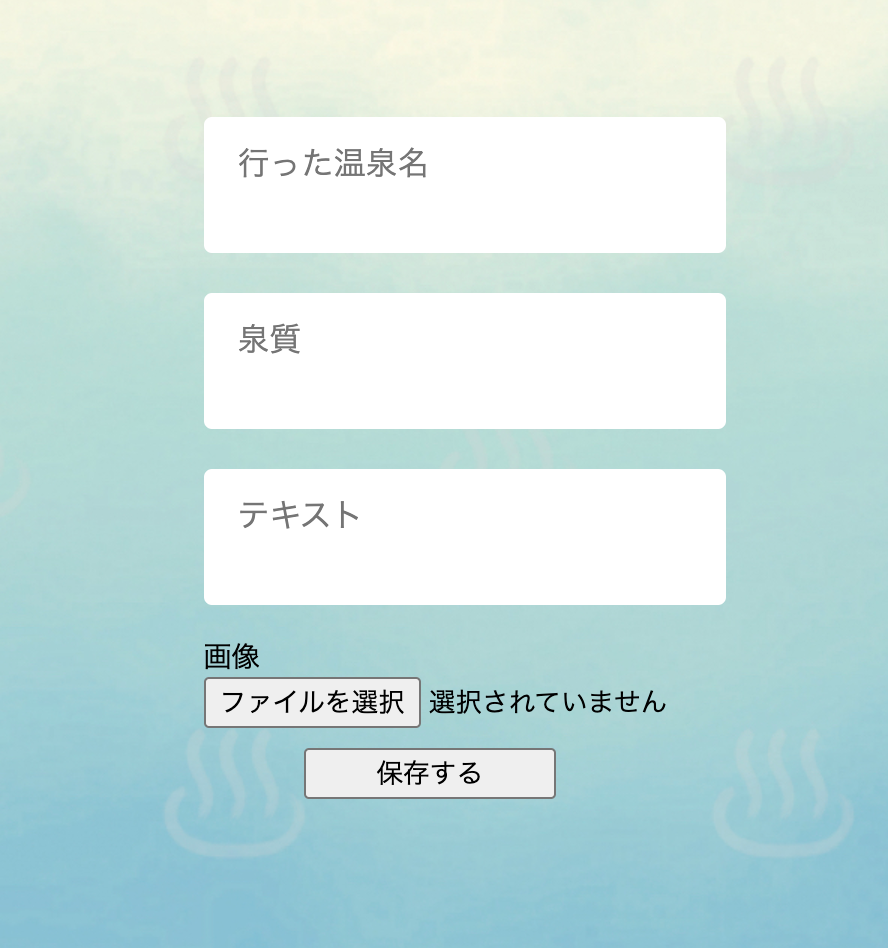 行った温泉名
泉質
テキスト
画像
ファイルを選択 選択されていません
保存する